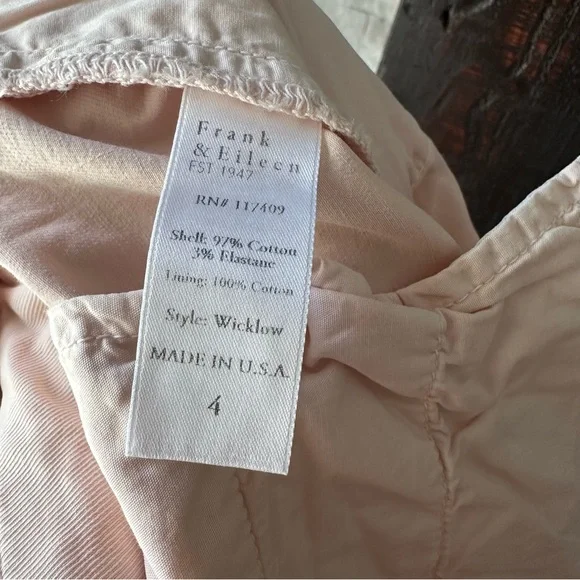 Frank
& Eileen
EST 1947
RN# 117409
Shell: 97% Cotton
3% Elastane
Lining: 100% Cotton
Style: Wicklow
MADE IN U.S.A.
4